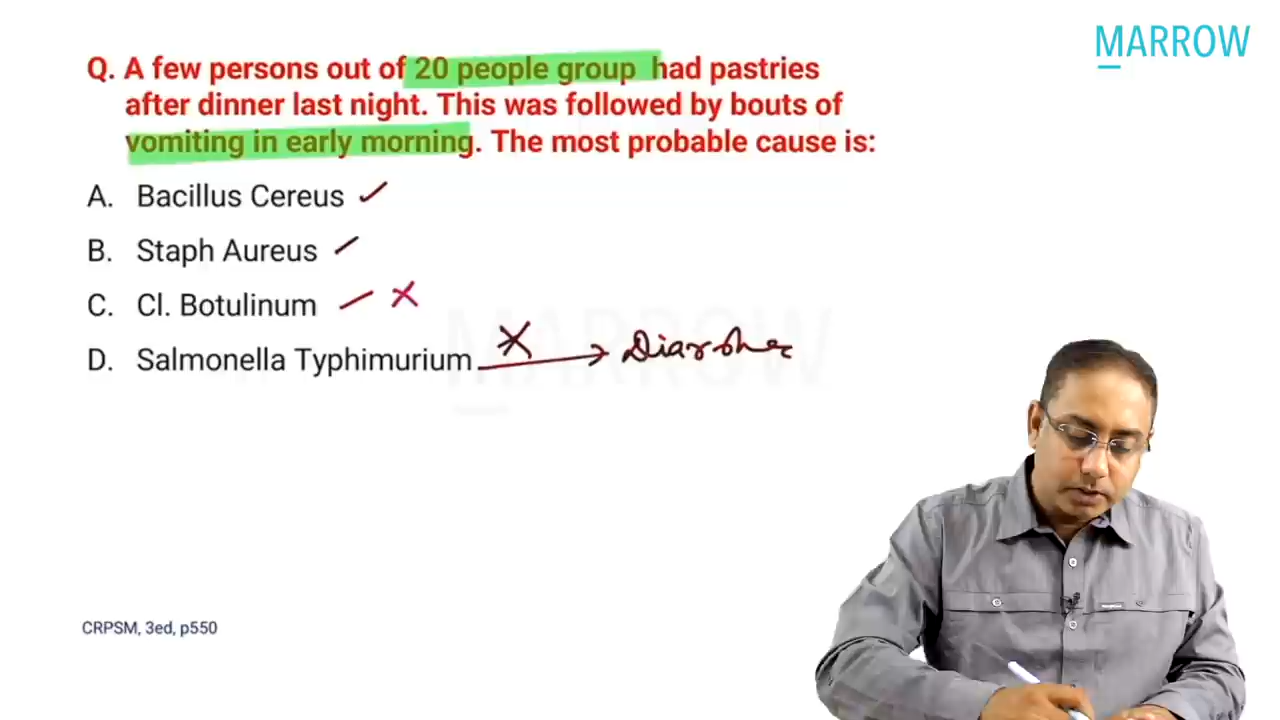 MARROW
Q. A few persons out of 20 people group had pastries
after dinner last night. This was followed by bouts of
vomiting in early morning. The most probable cause is:
A. Bacillus Cereus
B. Staph Aureus
C. Cl. Botulinum
D. Salmonella Typhimurium
MARROW
CRPSM, 3ed, p550